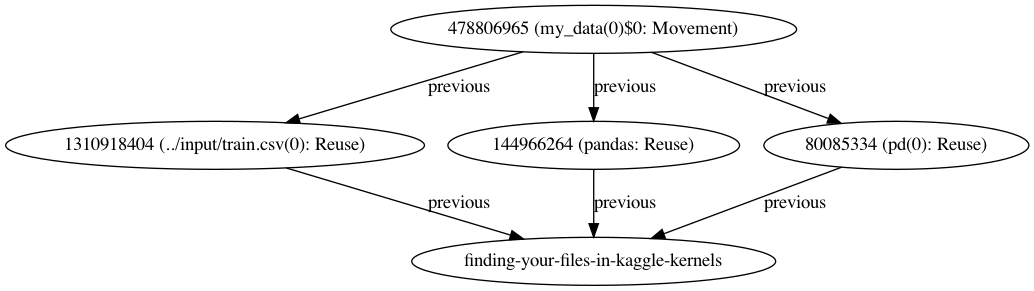 478806965 (my_data(0)$0: Movement)
previous
previous
previous
1310918404 (../input/train.csv(0): Reuse)
144966264 (pandas: Reuse)
80085334 (pd(0): Reuse)
previous
previous
previous
finding-your-files-in-kaggle-kernels